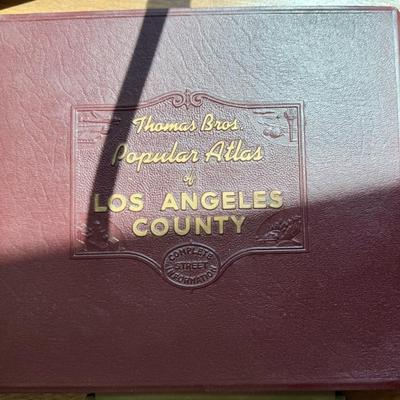 Thomas Bros.
Popular Atlas
of
LOS ANGELES
COUNTY
COMPLETE
STREET
INFORMATION